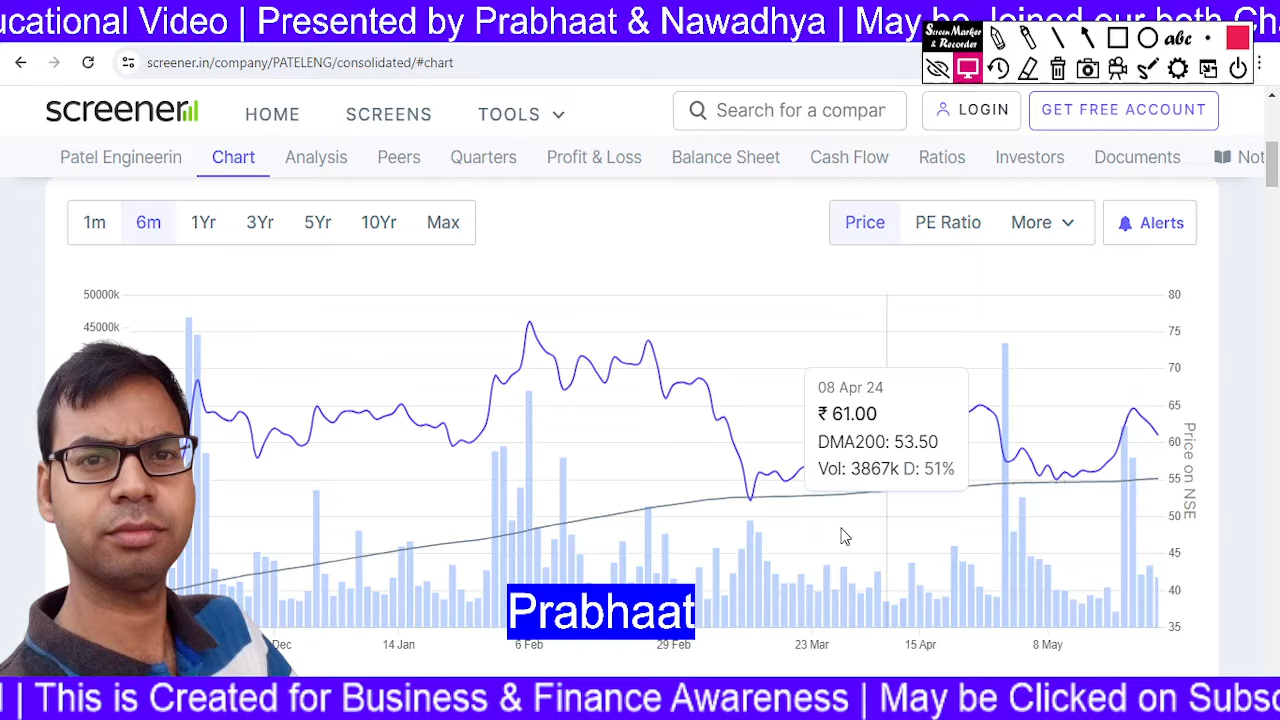 ucational Video | Presented by Prabhaat & Nawadhya | May be Joined our both Cha
Screen Marker
& Recorder
abc
screener.in/company/PATELENG/consolidated/#chart
screener
HOME
SCREENS
TOOLS
Search for a compar
LOGIN
GET FREE ACCOUNT
Patel Engineerin
Chart
Analysis
Peers
Quarters
Profit & Loss
Balance Sheet
Cash Flow
Ratios
Investors
Documents
Not
1m
6m
1Yr
3Yr
5Yr
10Yr
Max
Price
PE Ratio
More
Alerts
50000k
45000k
80
75
70
65
60
55
50
45
40
35
Price on NSE
08 Apr 24
₹ 61.00
DMA200: 53.50
Vol: 3867k D: 51%
Prabhaat
Dec
14 Jan
6 Feb
29 Feb
23 Mar
15 Apr
8 May
| This is Created for Business & Finance Awareness | May be Clicked on Subsc